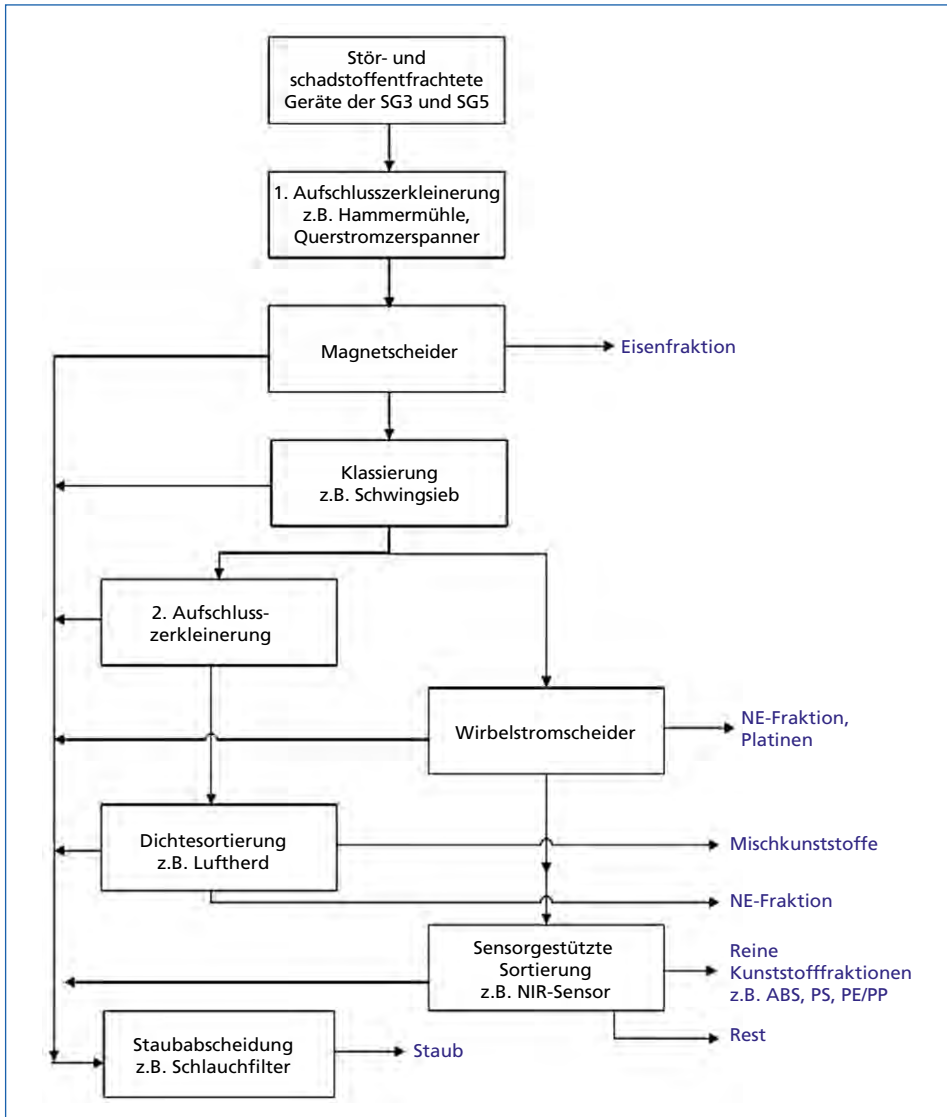 Stör- und
schadstoffentfrachtete
Geräte der SG3 und SG5
1. Aufschlusszerkleinerung
z.B. Hammermühle,
Querstromzerspanner
Magnetscheider
Eisenfraktion
Klassierung
z.B. Schwingsieb
2. Aufschluss-
zerkleinerung
Wirbelstromscheider
NE-Fraktion,
Platinen
Dichtesortierung
z.B. Luftherd
Mischkunststoffe
NE-Fraktion
Sensorgestützte
Sortierung
z.B. NIR-Sensor
Reine
Kunststofffraktionen
z.B. ABS, PS, PE/PP
Rest
Staubabscheidung
z.B. Schlauchfilter
Staub